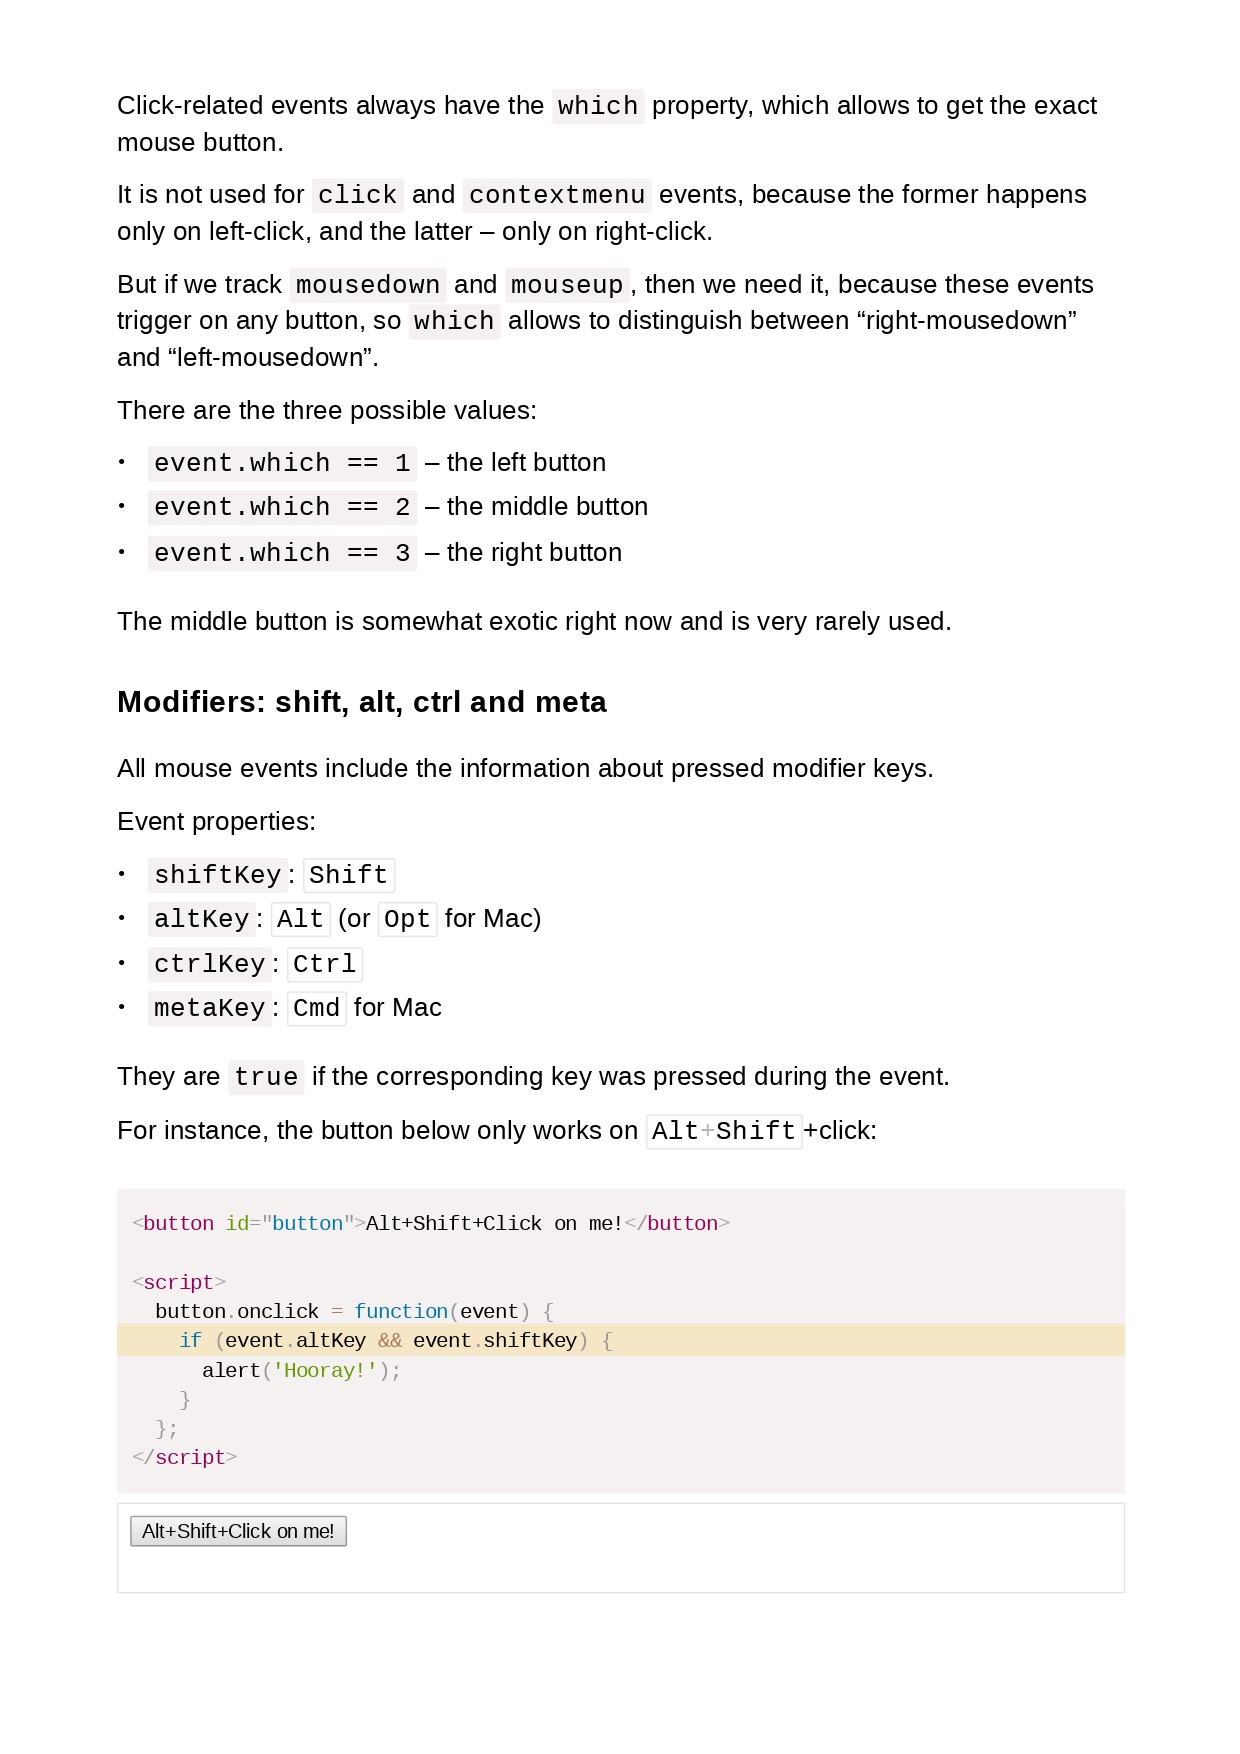 Click-related events always have the which property, which allows to get the exact
mouse button.
It is not used for click and contextmenu events, because the former happens
only on left-click, and the latter – only on right-click.
But if we track mousedown and mouseup, then we need it, because these events
trigger on any button, so which allows to distinguish between “right-mousedown”
and “left-mousedown”.
There are the three possible values:
• event.which == 1 – the left button
• event.which == 2 – the middle button
• event.which == 3 – the right button
The middle button is somewhat exotic right now and is very rarely used.
Modifiers: shift, alt, ctrl and meta
All mouse events include the information about pressed modifier keys.
Event properties:
• shiftKey: Shift
• altKey: Alt (or Opt for Mac)
• ctrlKey: Ctrl
• metaKey: Cmd for Mac
They are true if the corresponding key was pressed during the event.
For instance, the button below only works on Alt+Shift+click:
<button id="button">Alt+Shift+Click on me!</button>
<script>
  button.onclick = function(event) {
    if (event.altKey && event.shiftKey) {
      alert('Hooray!');
    }
  };
</script>
Alt+Shift+Click on me!